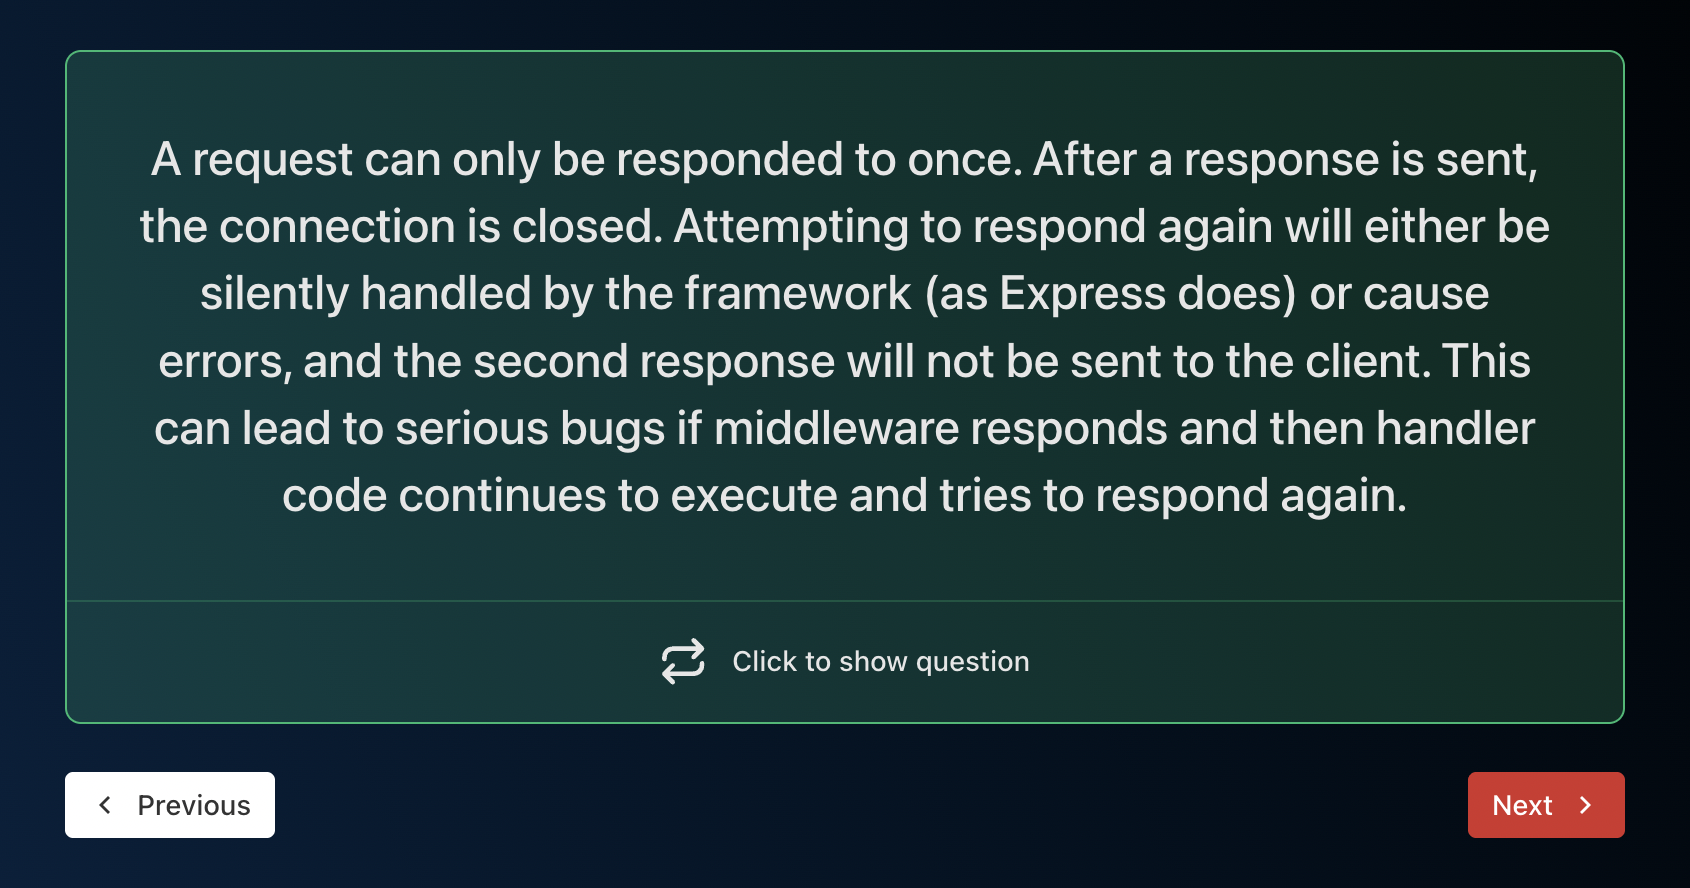 A request can only be responded to once. After a response is sent,
the connection is closed. Attempting to respond again will either be
silently handled by the framework (as Express does) or cause
errors, and the second response will not be sent to the client. This
can lead to serious bugs if middleware responds and then handler
code continues to execute and tries to respond again.
Click to show question
Previous
Next